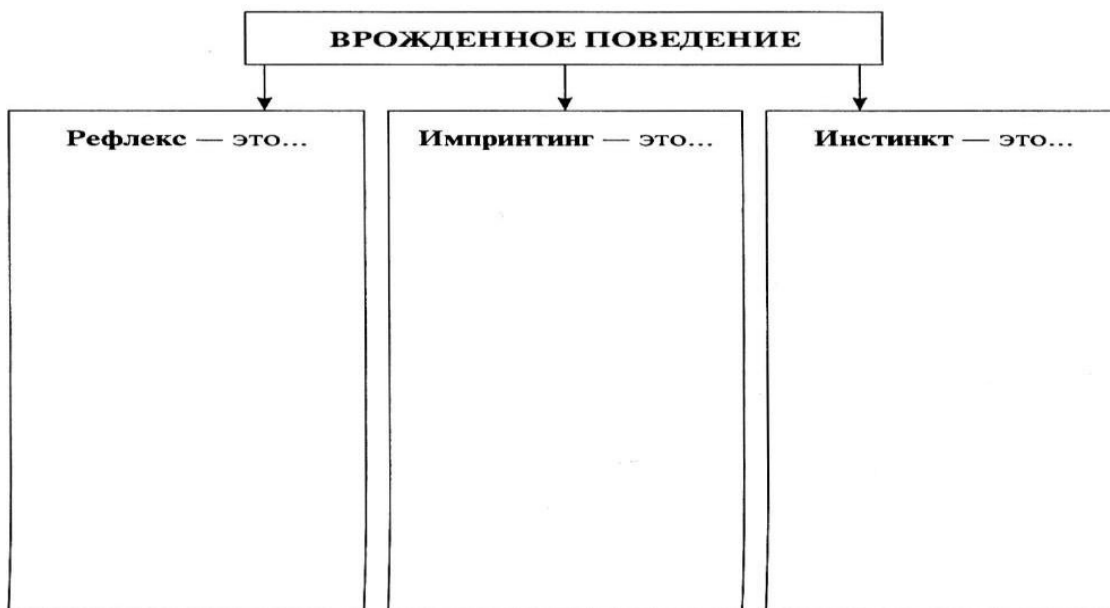 ВРОЖДЕННОЕ ПОВЕДЕНИЕ
Рефлекс — это...
Импринтинг — это...
Инстинкт — это...